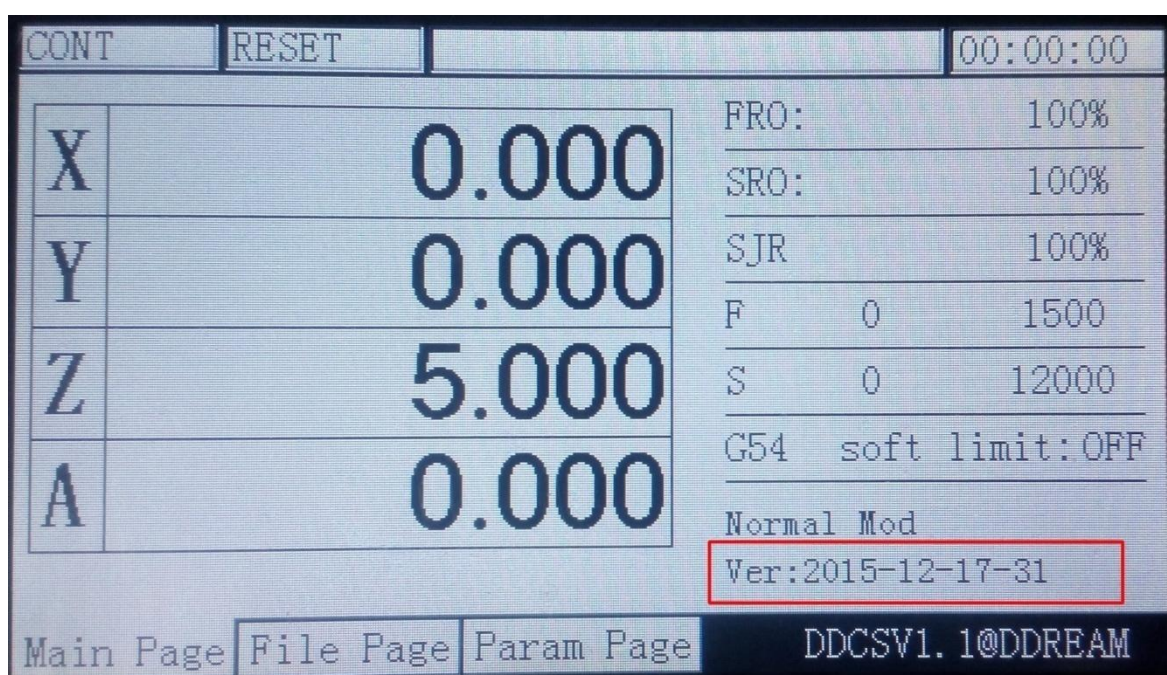 CONT RESET 00:00:00
X 0.000
Y 0.000
Z 5.000
A 0.000
FRO: 100%
SRO: 100%
SJR 100%
F 0 1500
S 0 12000
G54 soft limit:OFF
Normal Mod
Ver:2015-12-17-31
Main Page File Page Param Page DDCSV1.1@DDREAM